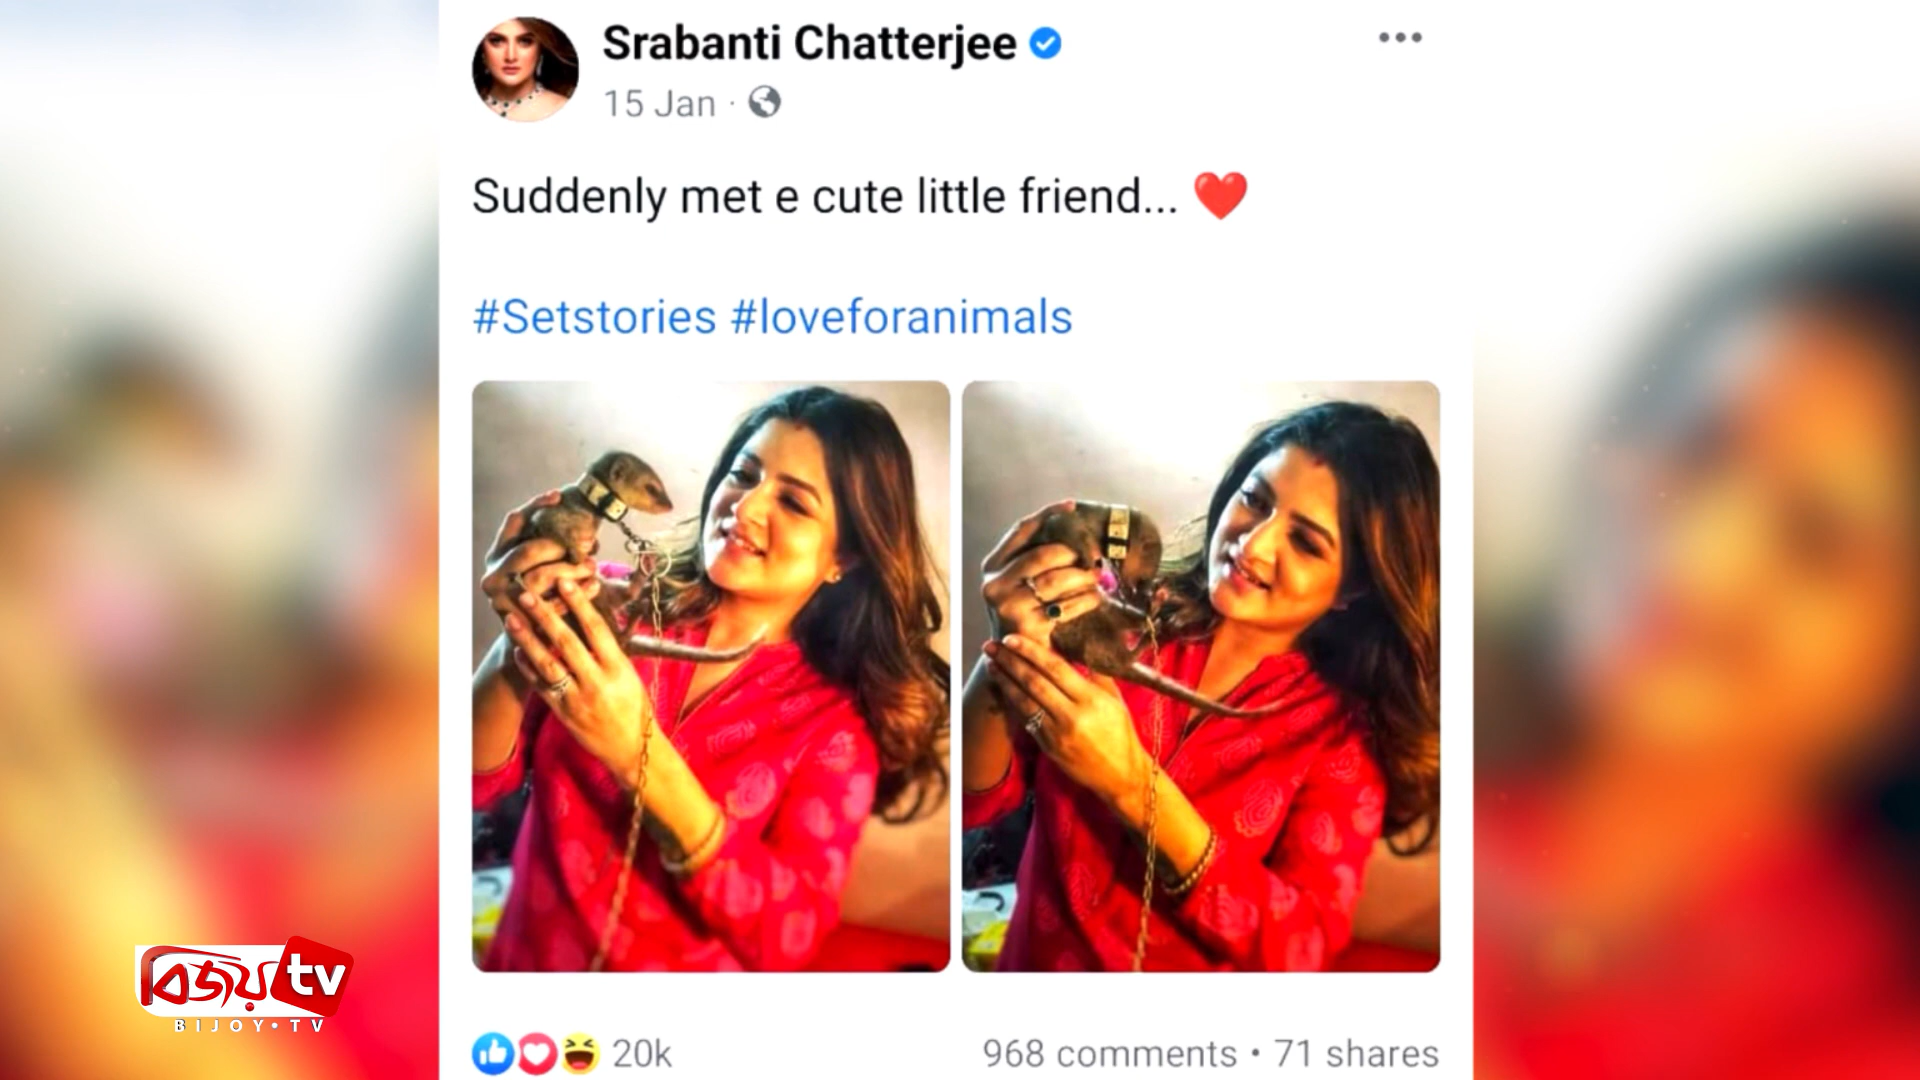 Srabanti Chatterjee
15 Jan ·
Suddenly met e cute little friend... ❤️
#Setstories #loveforanimals
বিজয় tv
BIJOY•TV
20k
968 comments • 71 shares